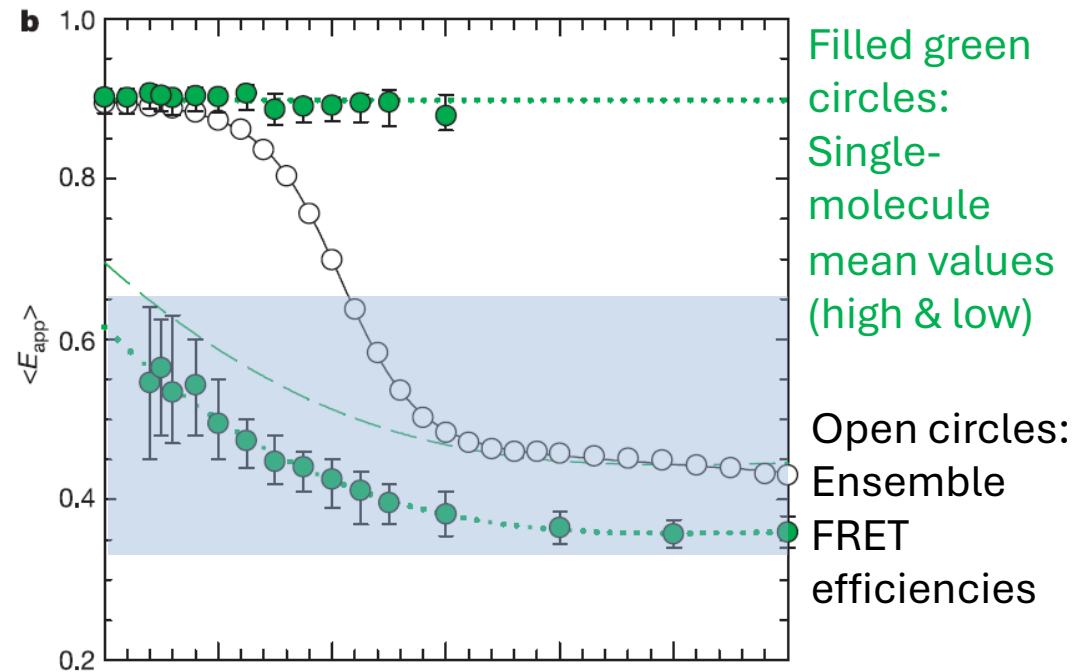 b
1.0
0.8
0.6
0.4
0.2
<E_app>
Filled green
circles:
Single-
molecule
mean values
(high & low)
Open circles:
Ensemble
FRET
efficiencies